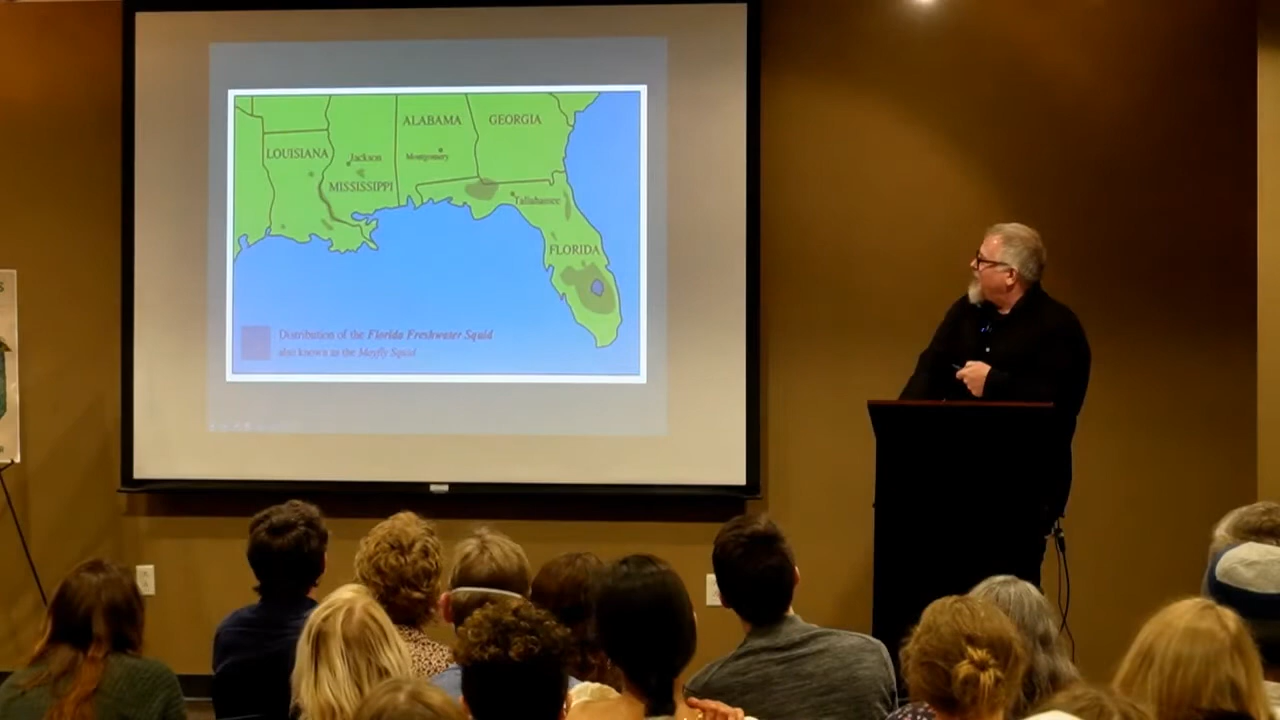 ALABAMA
GEORGIA
LOUISIANA
Jackson
Montgomery
MISSISSIPPI
Tallahassee
FLORIDA
Distribution of the Florida Freshwater Squid
also known as the Mayfly Squid